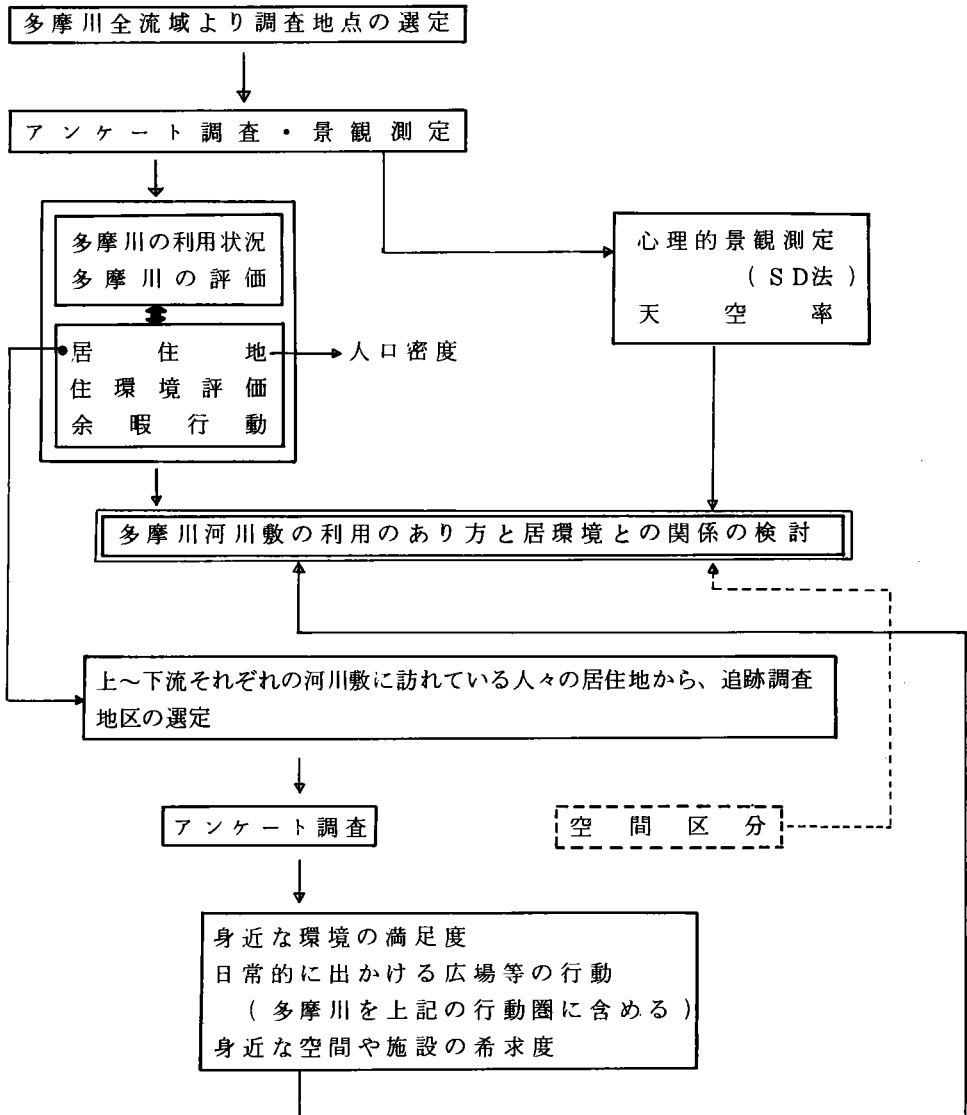 多摩川全流域より調査地点の選定
アンケート調査・景観測定
多摩川の利用状況
多摩川の評価
居住地
人口密度
住環境評価
余暇行動
心理的景観測定
(SD法)
天空率
多摩川河川敷の利用のあり方と居環境との関係の検討
上～下流それぞれの河川敷に訪れている人々の居住地から、追跡調査
地区の選定
アンケート調査
空間区分
身近な環境の満足度
日常的に出かける広場等の行動
(多摩川を上記の行動圏に含める)
身近な空間や施設の希求度